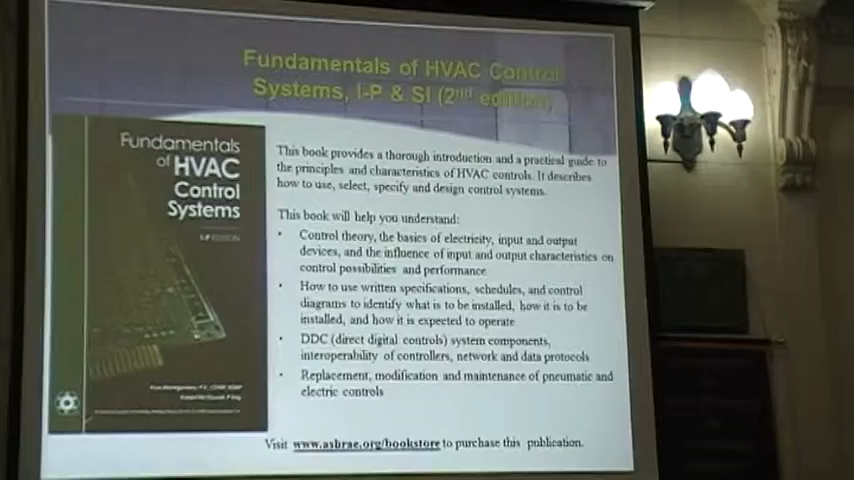 Fundamentals of HVAC Control
Systems, I-P & SI (2nd edition)
Fundamentals
of HVAC
Control
Systems
I-P EDITION
This book provides a thorough introduction and a practical guide to
the principles and characteristics of HVAC controls. It describes
how to use, select, specify and design control systems.
This book will help you understand:
• Control theory, the basics of electricity, input and output
devices, and the influence of input and output characteristics on
control possibilities and performance
• How to use written specifications, schedules, and control
diagrams to identify what is to be installed, how it is to be
installed, and how it is expected to operate
• DDC (direct digital controls) system components,
interoperability of controllers, network and data protocols
• Replacement, modification and maintenance of pneumatic and
electric controls
Visit www.ashrae.org/bookstore to purchase this publication.